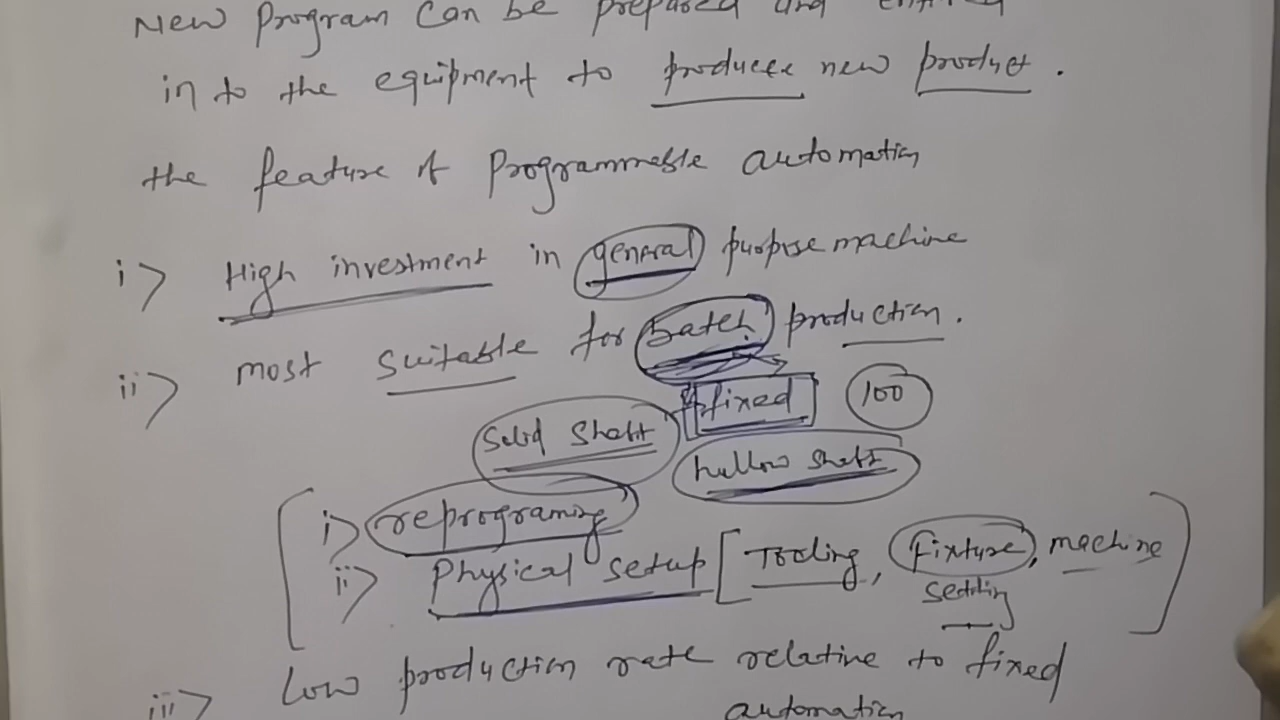 New program can be prepared and entered
in to the equipment to produce new product.
the feature of programmable automation
i> High investment in general purpose machine
ii> most suitable for batch production.
fixed 100
Solid shaft
hollow shaft
i> reprograming
ii> Physical setup [Tooling, fixture, machine
setting
iii> Low production rate relative to fixed
automation